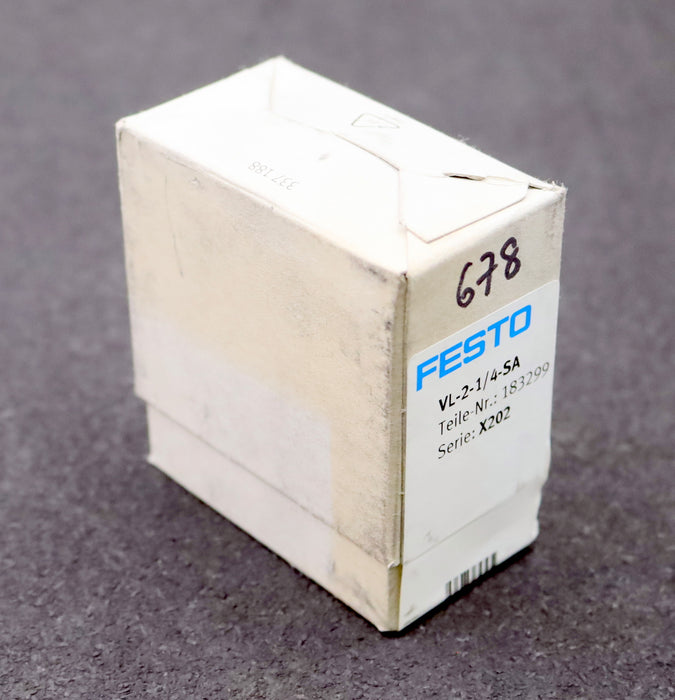 337 188
678
FESTO
VL-2-1/4-SA
Teile-Nr.: 183299
Serie: X202